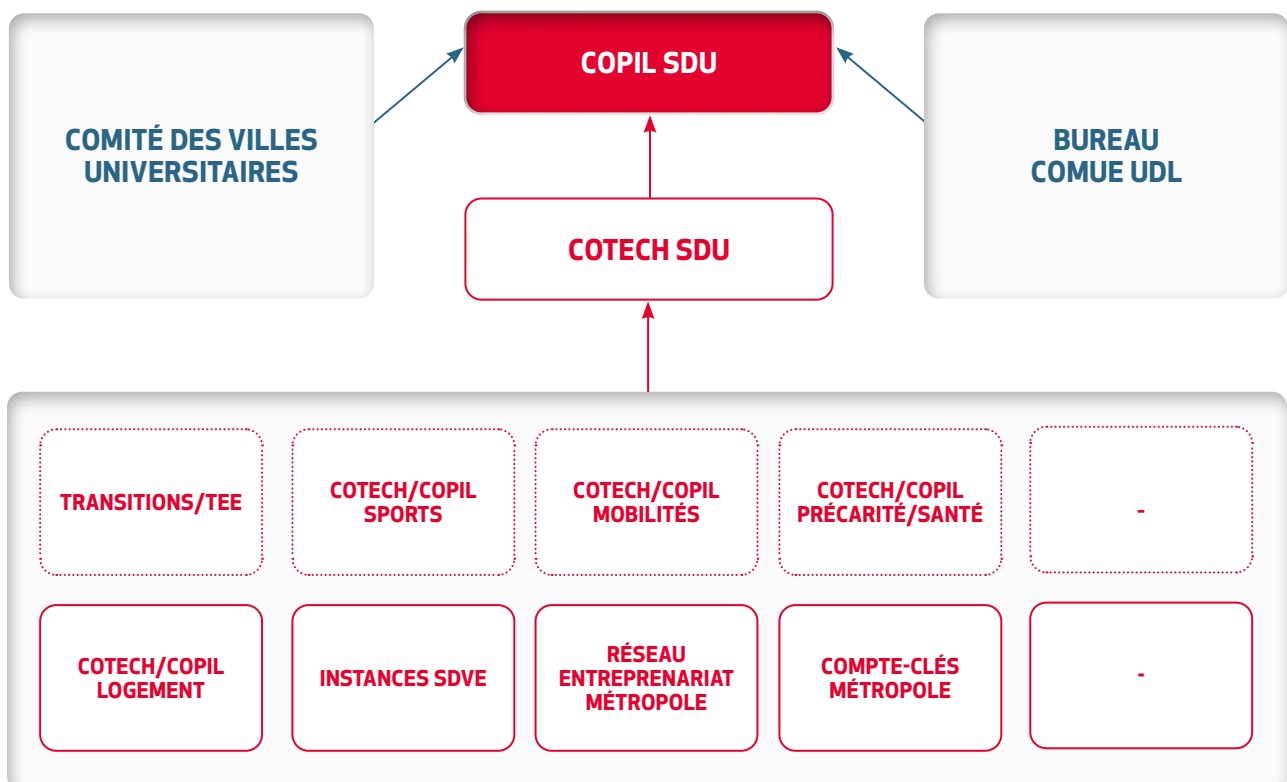 COPIL SDU
COMITÉ DES VILLES
UNIVERSITAIRES
BUREAU
COMUE UDL
COTECH SDU
TRANSITIONS/TEE
COTECH/COPIL
SPORTS
COTECH/COPIL
MOBILITÉS
COTECH/COPIL
PRÉCARITÉ/SANTÉ
-
COTECH/COPIL
LOGEMENT
INSTANCES SDVE
RÉSEAU
ENTREPRENARIAT
MÉTROPOLE
COMPTE-CLÉS
MÉTROPOLE
-